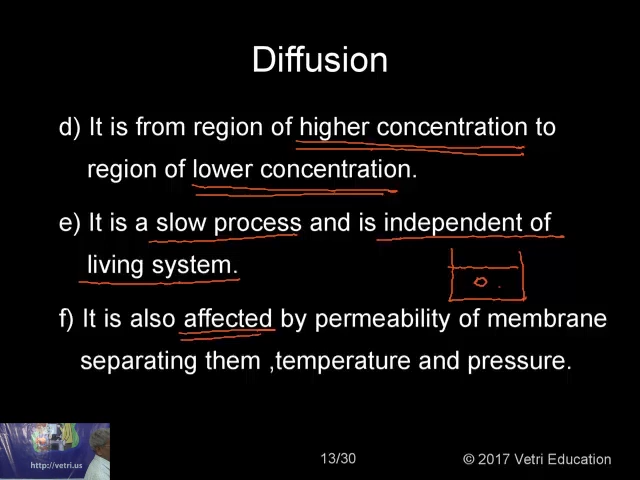 Diffusion
d) It is from region of higher concentration to
region of lower concentration.
e) It is a slow process and is independent of
living system.
f) It is also affected by permeability of membrane
separating them ,temperature and pressure.
http://vetri.us
13/30
© 2017 Vetri Education